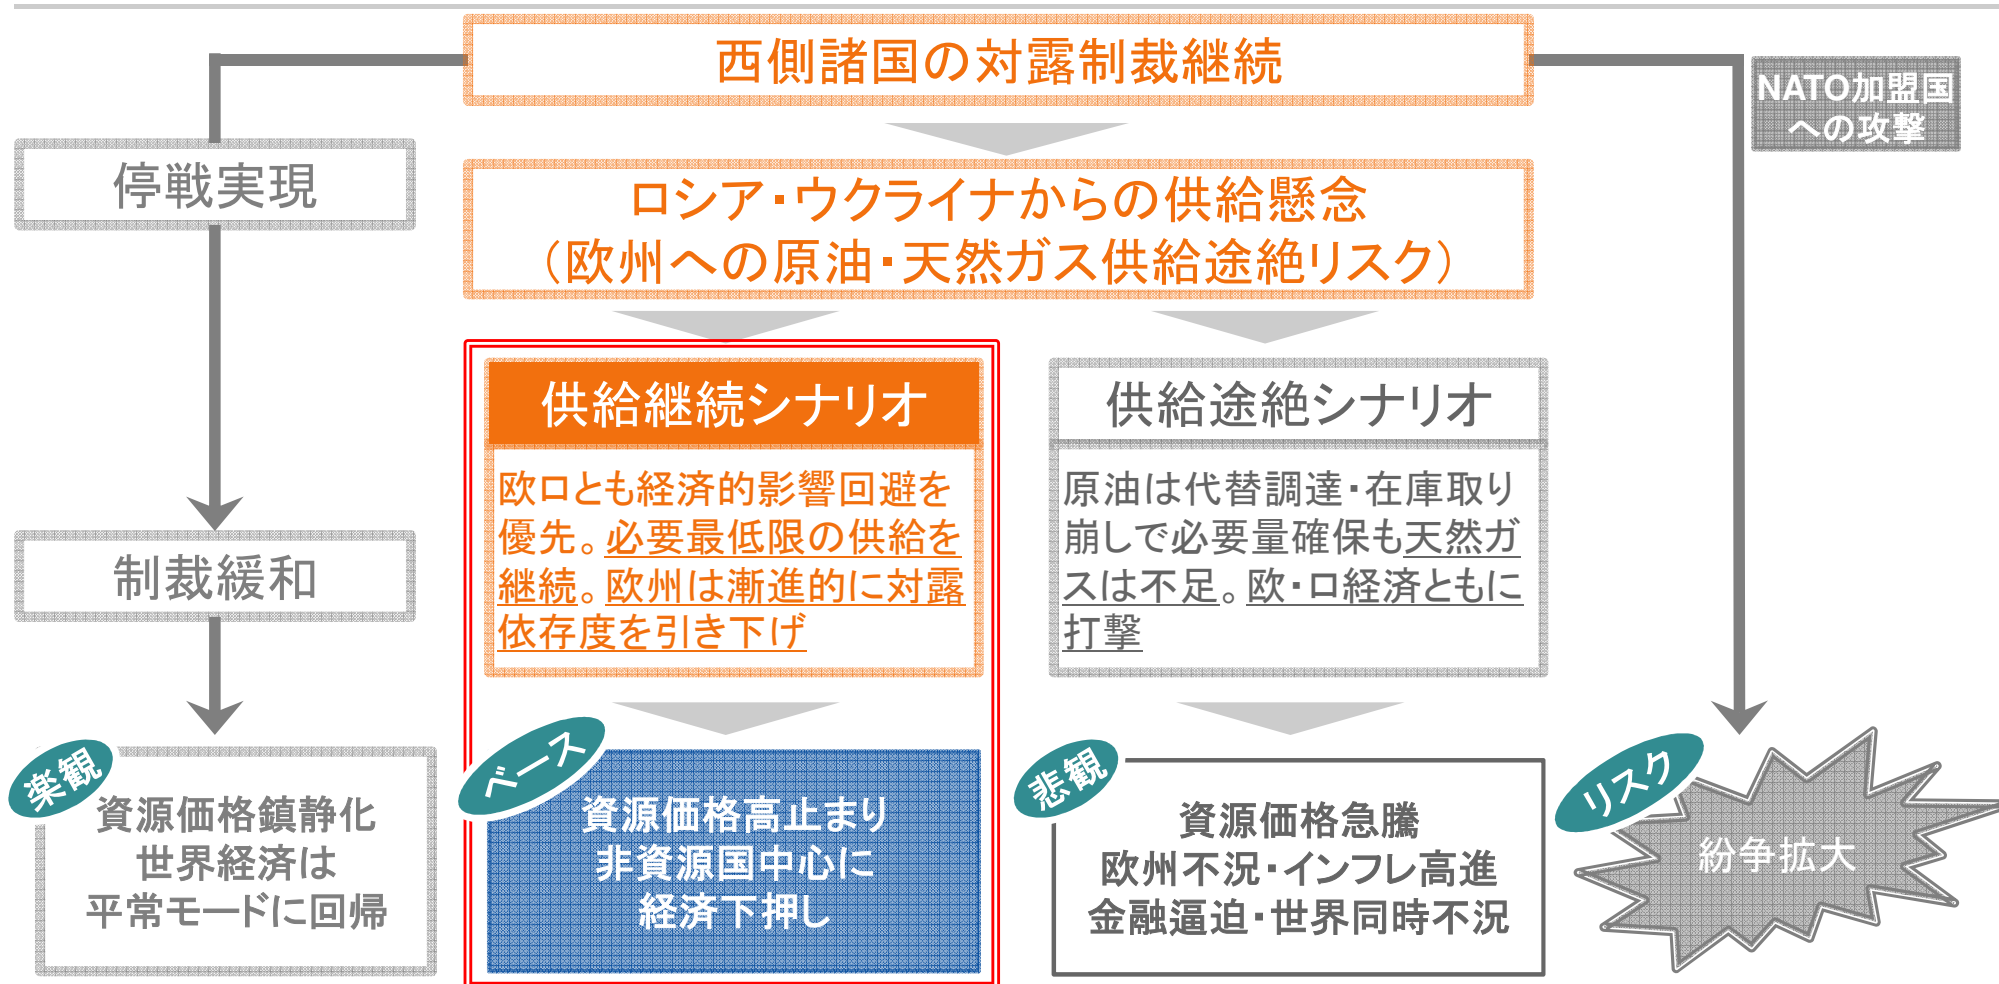 西側諸国の対露制裁継続
NATO加盟国
への攻撃
停戦実現
ロシア・ウクライナからの供給懸念
（欧州への原油・天然ガス供給途絶リスク）
供給継続シナリオ
欧ロとも経済的影響回避を
優先。必要最低限の供給を
継続。欧州は漸進的に対露
依存度を引き下げ
供給途絶シナリオ
原油は代替調達・在庫取り
崩しで必要量確保も天然ガ
スは不足。欧・ロ経済ともに
打撃
制裁緩和
楽観
資源価格鎮静化
世界経済は
平常モードに回帰
ベース
資源価格高止まり
非資源国中心に
経済下押し
悲観
資源価格急騰
欧州不況・インフレ高進
金融逼迫・世界同時不況
リスク
紛争拡大